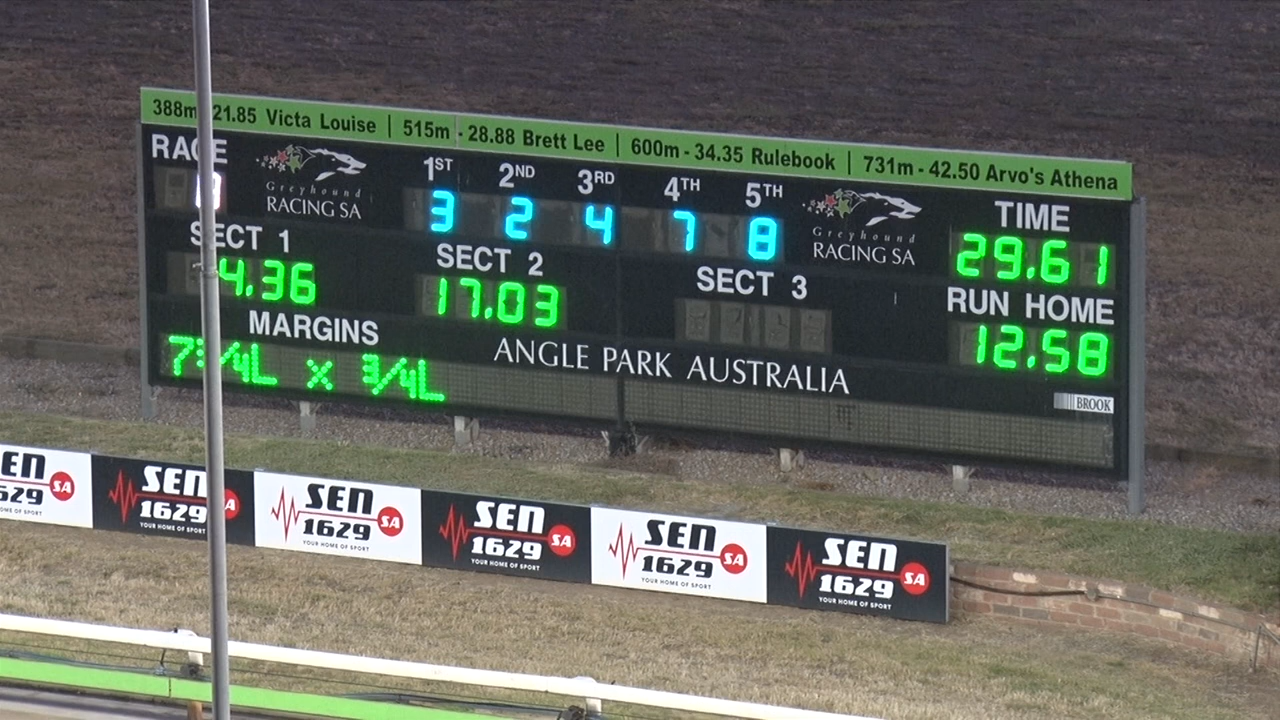 388m - 21.85 Victa Louise | 515m - 28.88 Brett Lee | 600m - 34.35 Rulebook | 731m - 42.50 Arvo's Athena
RACE
Greyhound
RACING SA
1ST 2ND 3RD 4TH 5TH
3 2 4 7 8
Greyhound
RACING SA
TIME
29.61
SECT 1
4.36
SECT 2
17.03
SECT 3
RUN HOME
12.58
MARGINS
7 3/4L x 3/4L
ANGLE PARK AUSTRALIA
BROOK
EN
629 SA
OME OF SPORT
SEN
1629 A
YOUR HOME OF SPORT
SEN
1629 SA
YOUR HOME OF SPORT
SEN
1629 SA
YOUR HOME OF SPORT
SEN
1629 SA
YOUR HOME OF SPORT
SEN
1629 SA
YOUR HOME OF SPORT